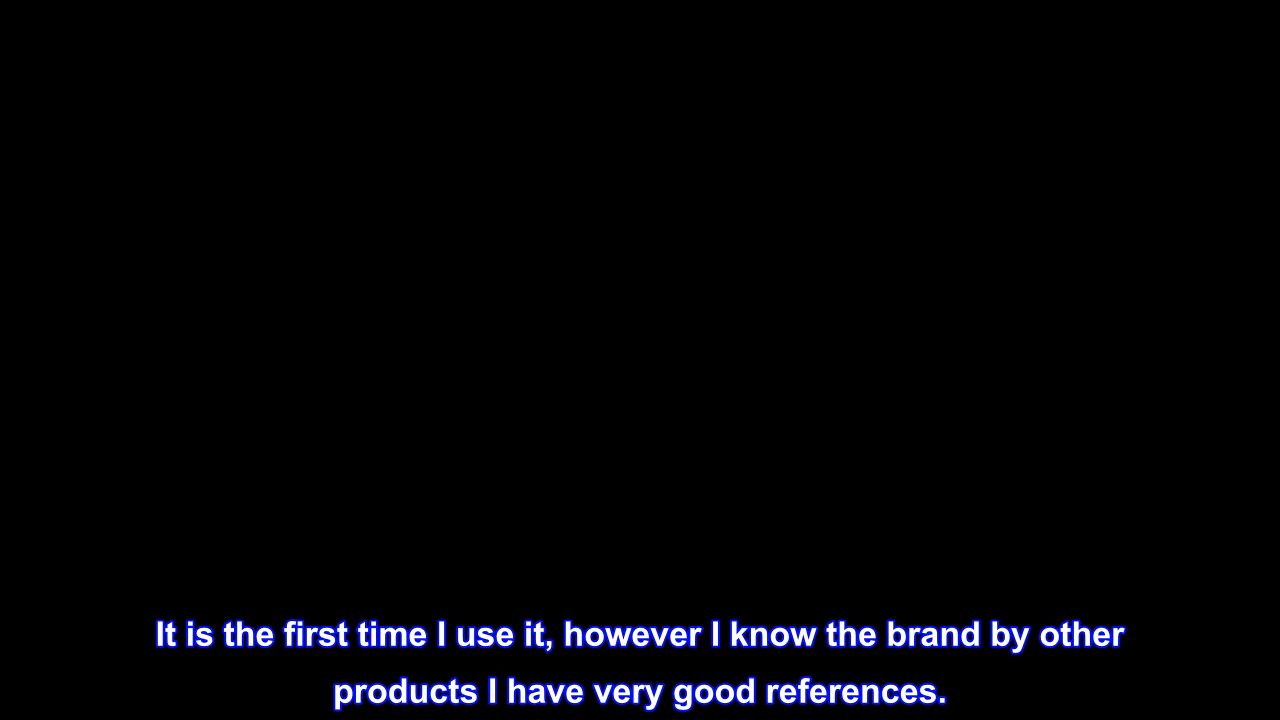 It is the first time I use it, however I know the brand by other
products I have very good references.